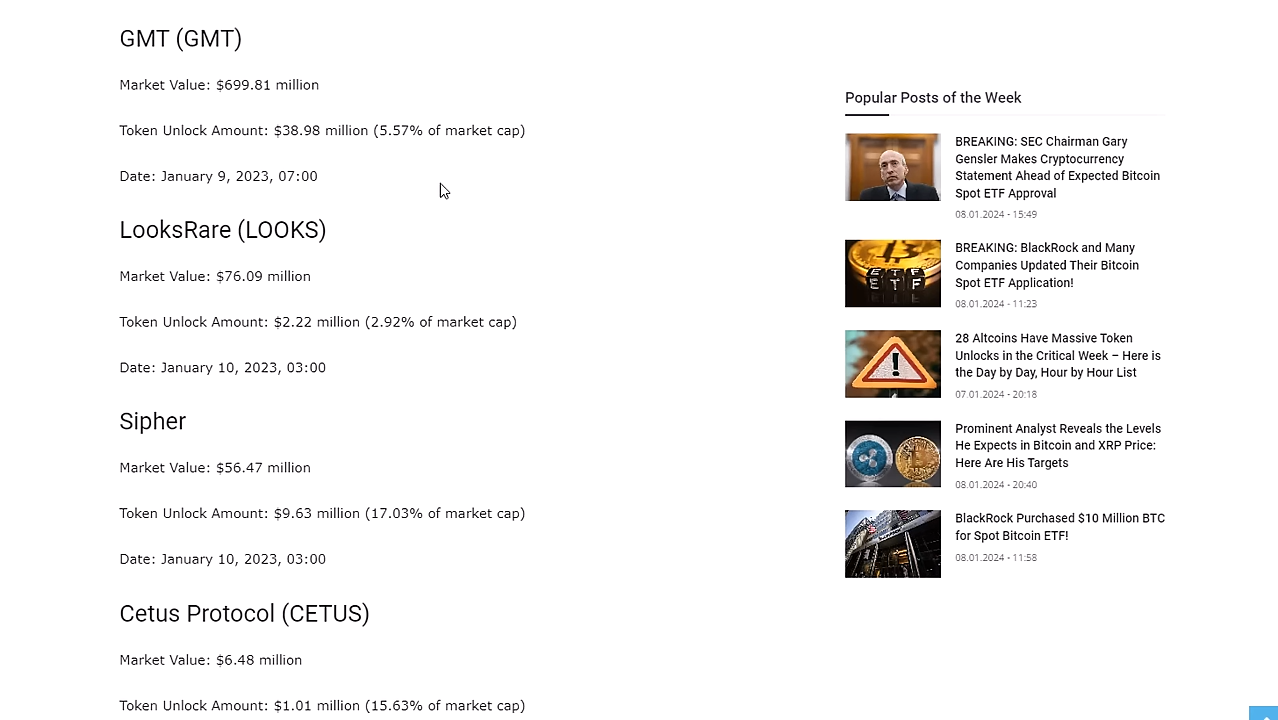 GMT (GMT)
Market Value: $699.81 million
Token Unlock Amount: $38.98 million (5.57% of market cap)
Date: January 9, 2023, 07:00
LooksRare (LOOKS)
Market Value: $76.09 million
Token Unlock Amount: $2.22 million (2.92% of market cap)
Date: January 10, 2023, 03:00
Sipher
Market Value: $56.47 million
Token Unlock Amount: $9.63 million (17.03% of market cap)
Date: January 10, 2023, 03:00
Cetus Protocol (CETUS)
Market Value: $6.48 million
Token Unlock Amount: $1.01 million (15.63% of market cap)
Popular Posts of the Week
BREAKING: SEC Chairman Gary
Gensler Makes Cryptocurrency
Statement Ahead of Expected Bitcoin
Spot ETF Approval
08.01.2024 - 15:49
ETF
BREAKING: BlackRock and Many
Companies Updated Their Bitcoin
Spot ETF Application!
08.01.2024 - 11:23
28 Altcoins Have Massive Token
Unlocks in the Critical Week – Here is
the Day by Day, Hour by Hour List
07.01.2024 - 20:18
Prominent Analyst Reveals the Levels
He Expects in Bitcoin and XRP Price:
Here Are His Targets
08.01.2024 - 20:40
BlackRock Purchased $10 Million BTC
for Spot Bitcoin ETF!
08.01.2024 - 11:58